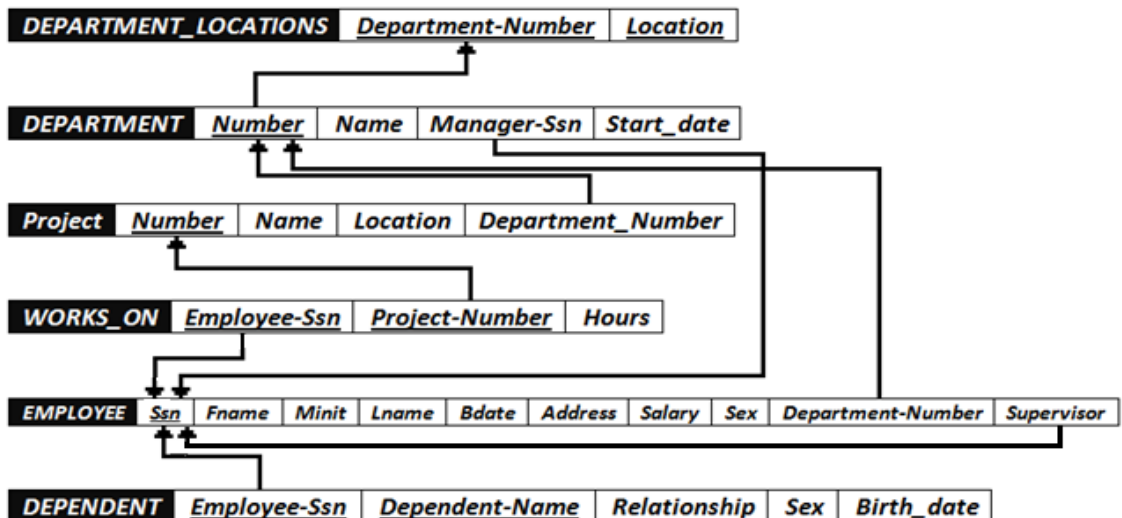 DEPARTMENT_LOCATIONS Department-Number Location
DEPARTMENT Number Name Manager-Ssn Start_date
Project Number Name Location Department_Number
WORKS_ON Employee-Ssn Project-Number Hours
EMPLOYEE Ssn Fname Minit Lname Bdate Address Salary Sex Department-Number Supervisor
DEPENDENT Employee-Ssn Dependent-Name Relationship Sex Birth_date